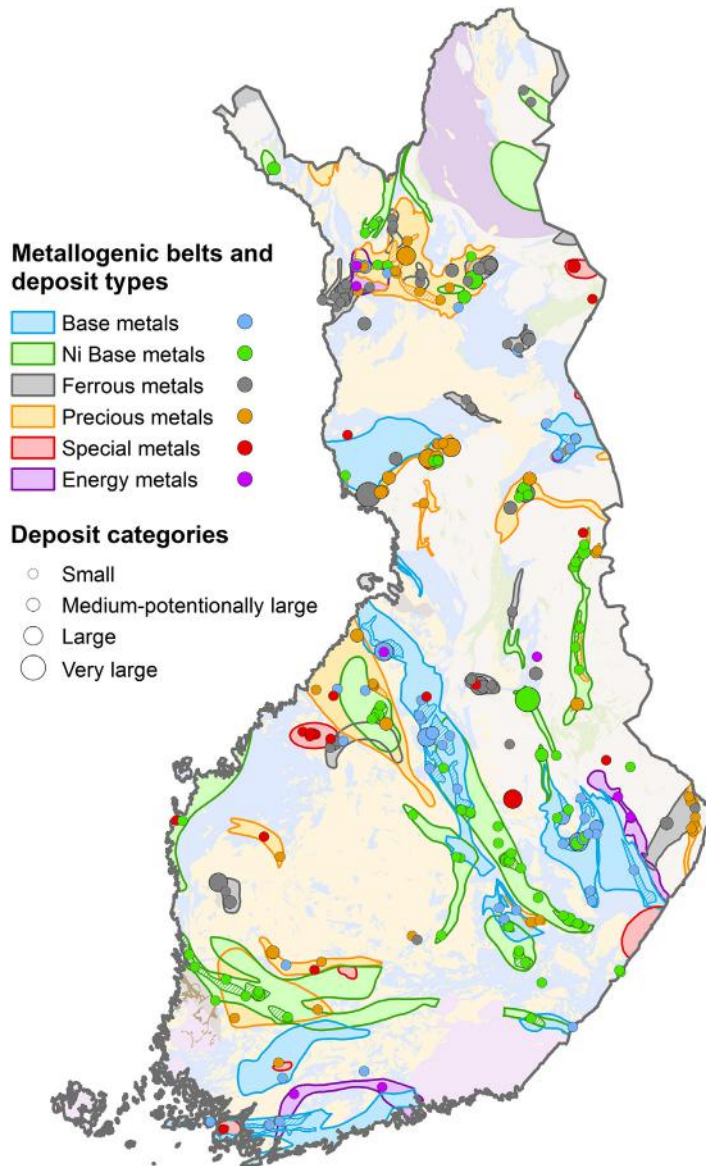 Metallogenic belts and
deposit types
Base metals
Ni Base metals
Ferrous metals
Precious metals
Special metals
Energy metals
Deposit categories
Small
Medium-potentionally large
Large
Very large